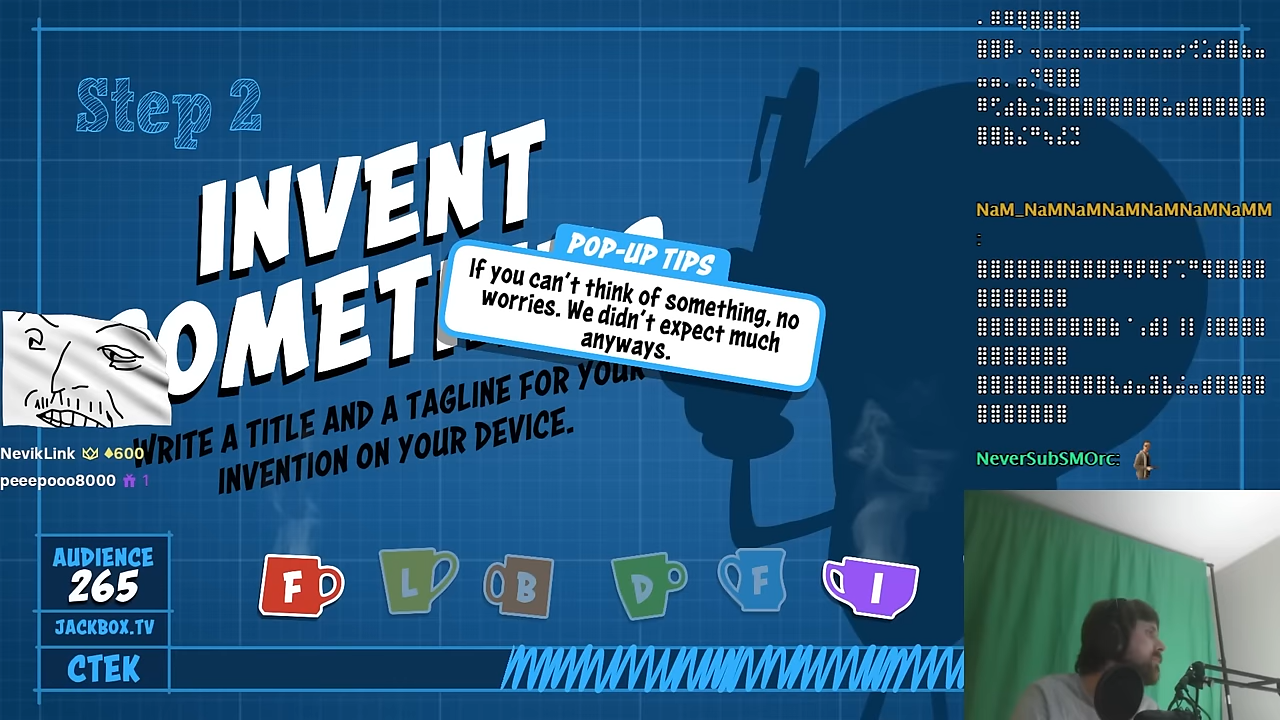 Step 2
INVENT
SOMETHING
POP-UP TIPS
If you can't think of something, no
worries. We didn't expect much
anyways.
WRITE A TITLE AND A TAGLINE FOR YOUR
INVENTION ON YOUR DEVICE.
NevikLink 600
peeepooo8000 1
AUDIENCE
265
JACKBOX.TV
CTEK
F
L
B
D
F
I
NaM_NaMNaMNaMNaMNaMNaMM
:
NeverSubSMOrc: